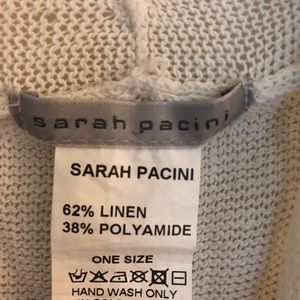 sarah pacini
SARAH PACINI
62% LINEN
38% POLYAMIDE
ONE SIZE
HAND WASH ONLY